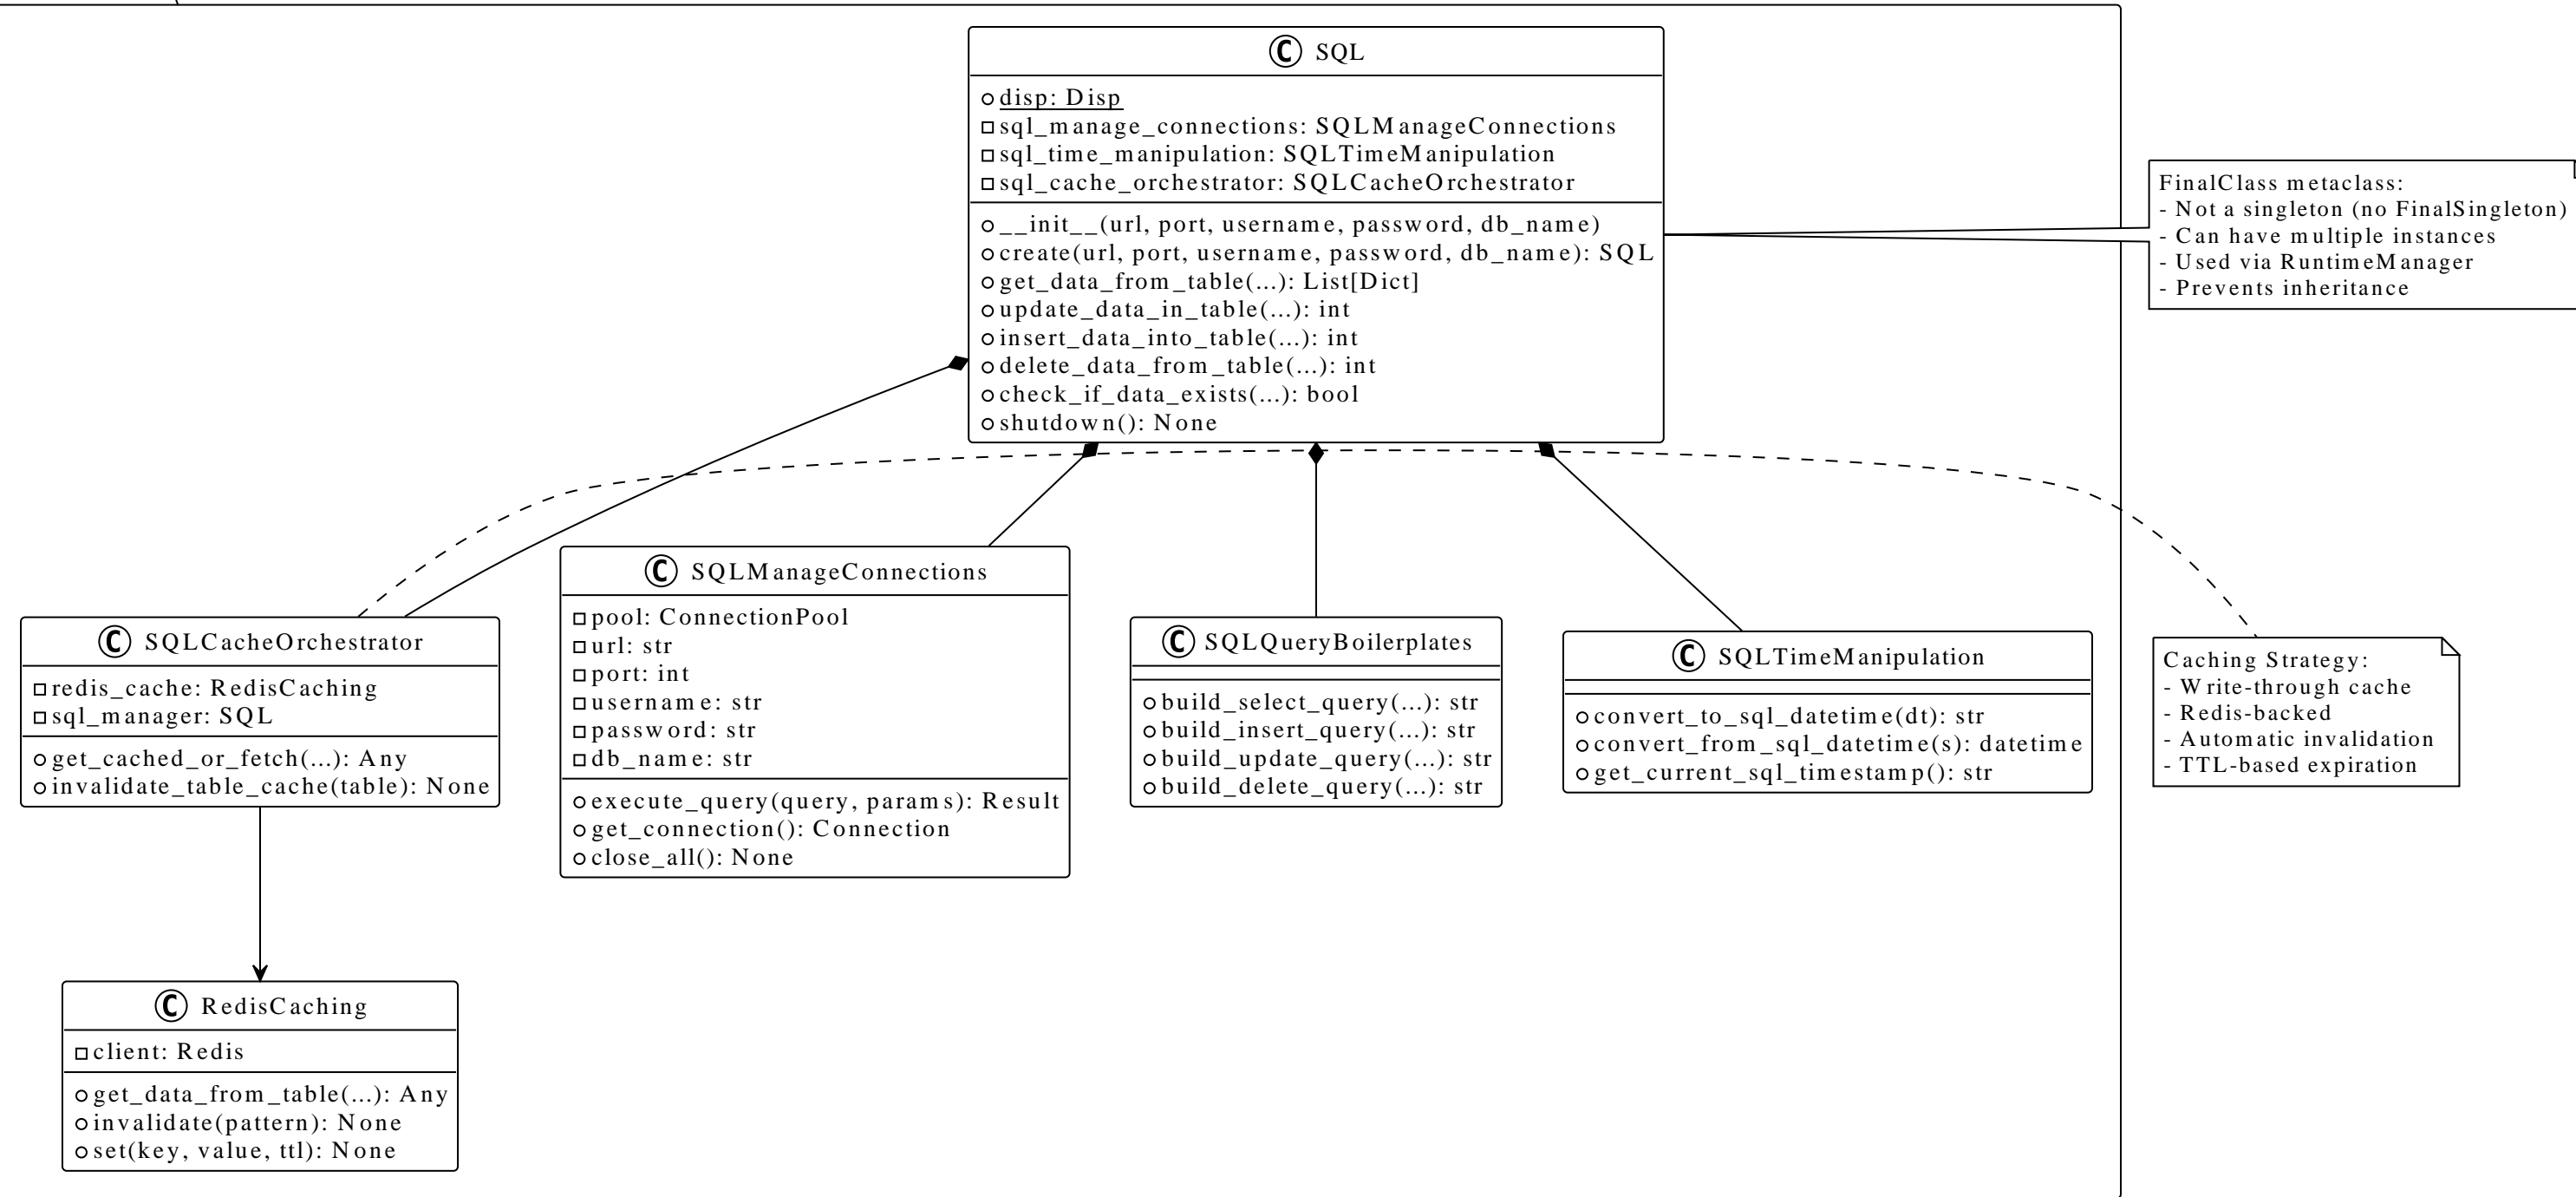 C SQL
disp: Disp
sql_manage_connections: SQLManageConnections
sql_time_manipulation: SQLTimeManipulation
sql_cache_orchestrator: SQLCacheOrchestrator
__init__(url, port, username, password, db_name)
create(url, port, username, password, db_name): SQL
get_data_from_table(...): List[Dict]
update_data_in_table(...): int
insert_data_into_table(...): int
delete_data_from_table(...): int
check_if_data_exists(...): bool
shutdown(): None
FinalClass metaclass:
- Not a singleton (no FinalSingleton)
- Can have multiple instances
- Used via RuntimeManager
- Prevents inheritance
C SQLCacheOrchestrator
redis_cache: RedisCaching
sql_manager: SQL
get_cached_or_fetch(...): Any
invalidate_table_cache(table): None
C SQLManageConnections
pool: ConnectionPool
url: str
port: int
username: str
password: str
db_name: str
execute_query(query, params): Result
get_connection(): Connection
close_all(): None
C SQLQueryBoilerplates
build_select_query(...): str
build_insert_query(...): str
build_update_query(...): str
build_delete_query(...): str
C SQLTimeManipulation
convert_to_sql_datetime(dt): str
convert_from_sql_datetime(s): datetime
get_current_sql_timestamp(): str
Caching Strategy:
- Write-through cache
- Redis-backed
- Automatic invalidation
- TTL-based expiration
C RedisCaching
client: Redis
get_data_from_table(...): Any
invalidate(pattern): None
set(key, value, ttl): None